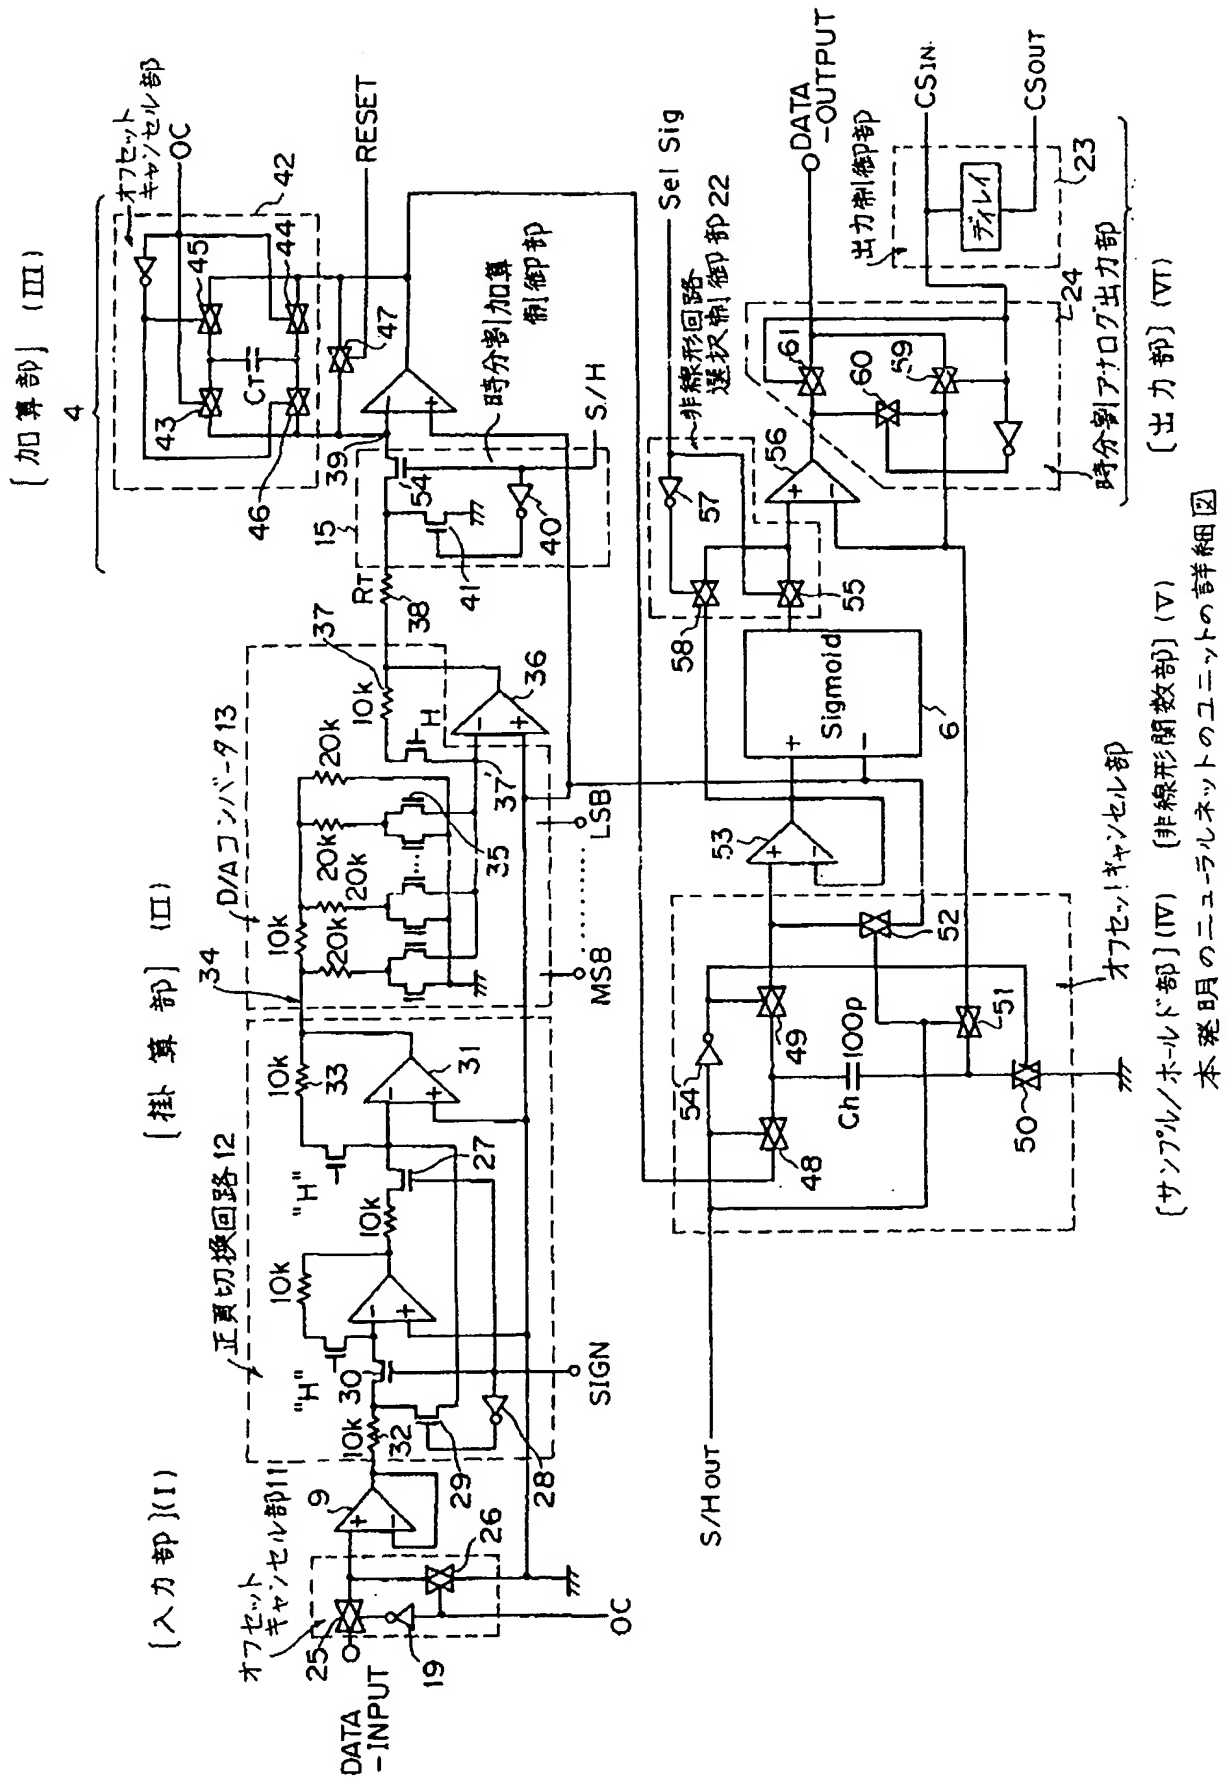 [入力部](I)
[掛算部] (II)
[加算部] (III)
4
オフセット
キャンセル部11
正負切換回路12
D/Aコンバータ13
オフセット
キャンセル部
OC
42
45
44
43
CT
46
47
RESET
39
54
15
RT
38
41
40
S/H
時分割加算
制御部
DATA
-INPUT
25
19
26
OC
9
10k
32
29
28
30
SIGN
"H"
10k
10k
27
"H"
10k
33
31
34
10k
20k
20k
20k
20k
35
MSB
LSB
37
10k
H
37'
36
S/HOUT
54
48
49
Ch
100p
50
51
52
53
オフセットキャンセル部
Sigmoid
6
58
55
57
Sel Sig
非線形回路
選択制御部22
56
61
60
59
DATA
-OUTPUT
24
時分割アナログ出力部
出力制御部
ディレイ
23
CSIN
CSOUT
[サンプル/ホールド部](IV)
[非線形関数部](V)
[出力部](VI)
本発明のニューラルネットのユニットの詳細図